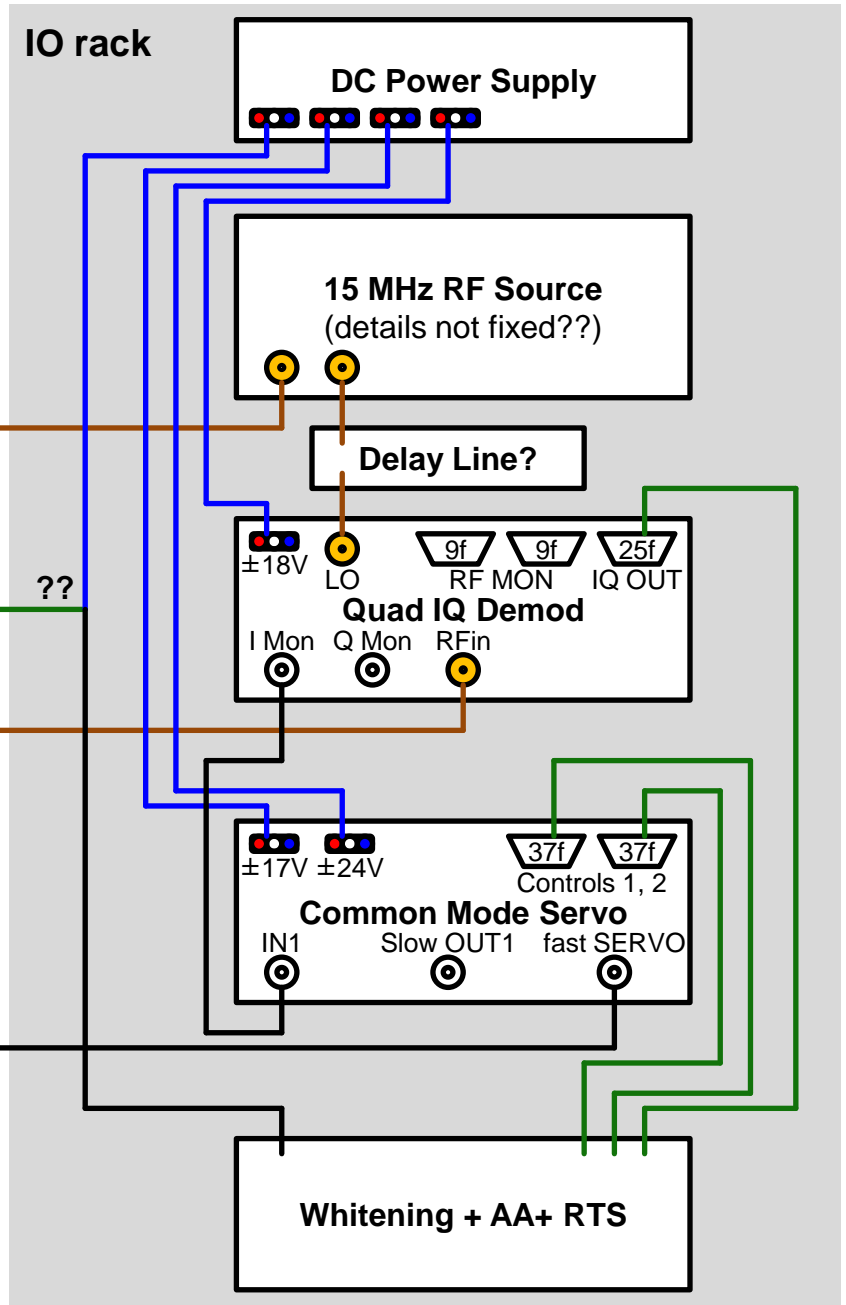 IO rack
DC Power Supply
15 MHz RF Source
(details not fixed??)
Delay Line?
9f 9f 25f
±18V LO RF MON IQ OUT
??
Quad IQ Demod
I Mon Q Mon RFin
37f 37f
±17V ±24V Controls 1, 2
Common Mode Servo
IN1 Slow OUT1 fast SERVO
Whitening + AA+ RTS